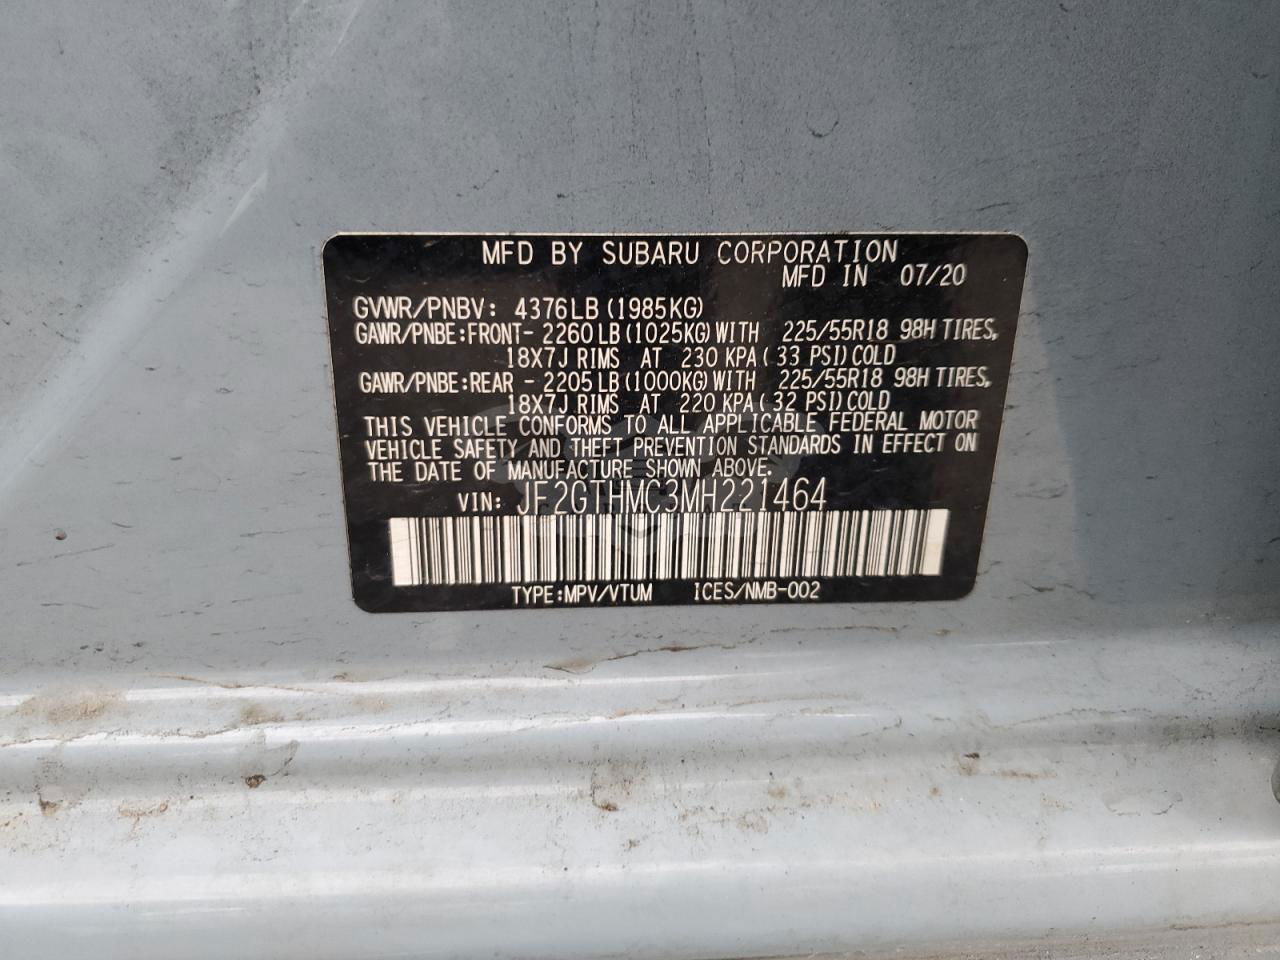 MFD BY SUBARU CORPORATION
MFD IN 07/20
GVWR/PNBV: 4376LB (1985KG)
GAWR/PNBE:FRONT- 2260LB (1025KG) WITH 225/55R18 98H TIRES,
18X7J RIMS AT 230 KPA ( 33 PSI) COLD
GAWR/PNBE:REAR - 2205LB (1000KG) WITH 225/55R18 98H TIRES,
18X7J RIMS AT 220 KPA ( 32 PSI) COLD
THIS VEHICLE CONFORMS TO ALL APPLICABLE FEDERAL MOTOR
VEHICLE SAFETY AND THEFT PREVENTION STANDARDS IN EFFECT ON
THE DATE OF MANUFACTURE SHOWN ABOVE.
VIN: JF2GTHMC3MH221464
TYPE:MPV/VTUM ICES/NMB-002